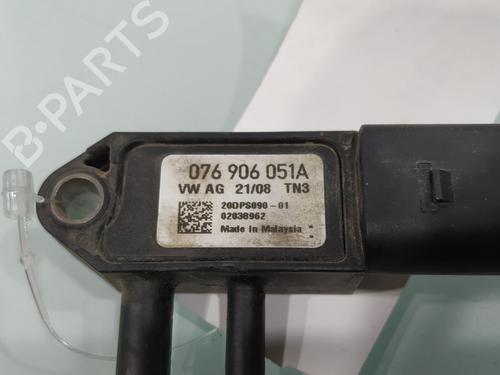 B-PARTS
076 906 051A
VW AG 21/08 TN3
20DPS090-01
02038962
Made in Malaysia